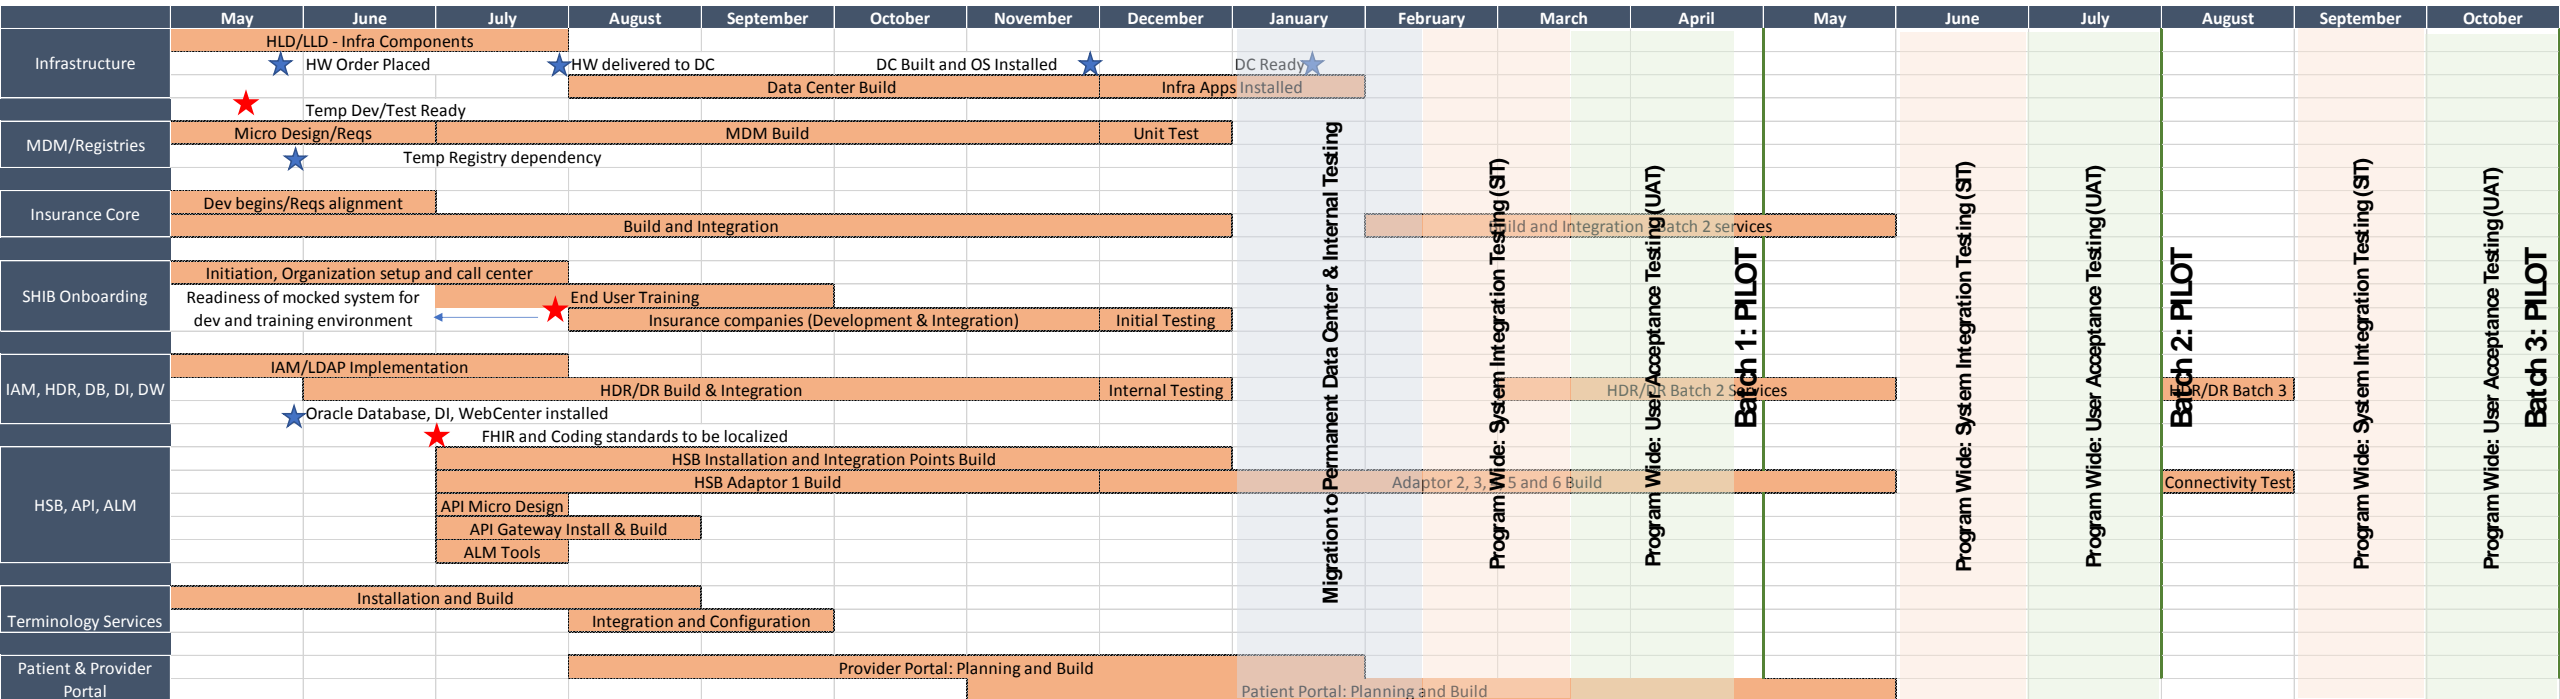 May June July August September October November December January February March April May June July August September October
Infrastructure
HLD/LLD - Infra Components
HW Order Placed
HW delivered to DC
DC Built and OS Installed
DC Ready
Data Center Build
Infra Apps Installed
Temp Dev/Test Ready
MDM/Registries
Micro Design/Reqs
MDM Build
Unit Test
Temp Registry dependency
Insurance Core
Dev begins/Reqs alignment
Build and Integration
and Integration
2 services
SHIB Onboarding
Initiation, Organization setup and call center
Readiness of mocked system for
dev and training environment
End User Training
Insurance companies (Development & Integration)
Initial Testing
IAM, HDR, DB, DI, DW
IAM/LDAP Implementation
HDR/DR Build & Integration
Internal Testing
HDR/DR Batch 2 Services
HDR/DR Batch 3
Oracle Database, DI, WebCenter installed
FHIR and Coding standards to be localized
HSB, API, ALM
HSB Installation and Integration Points Build
HSB Adaptor 1 Build
Adaptor 2, 3, 5 and 6 Build
Connectivity Test
API Micro Design
API Gateway Install & Build
ALM Tools
Terminology Services
Installation and Build
Integration and Configuration
Patient & Provider
Portal
Provider Portal: Planning and Build
Patient Portal: Planning and Build
Migration to Permanent Data Center & Internal Testing
Program Wide: System Integration Testing (SIT)
Program Wide: User Acceptance Testing (UAT)
Batch 1: PILOT
Program Wide: System Integration Testing (SIT)
Program Wide: User Acceptance Testing (UAT)
Batch 2: PILOT
Program Wide: System Integration Testing (SIT)
Program Wide: User Acceptance Testing (UAT)
Batch 3: PILOT